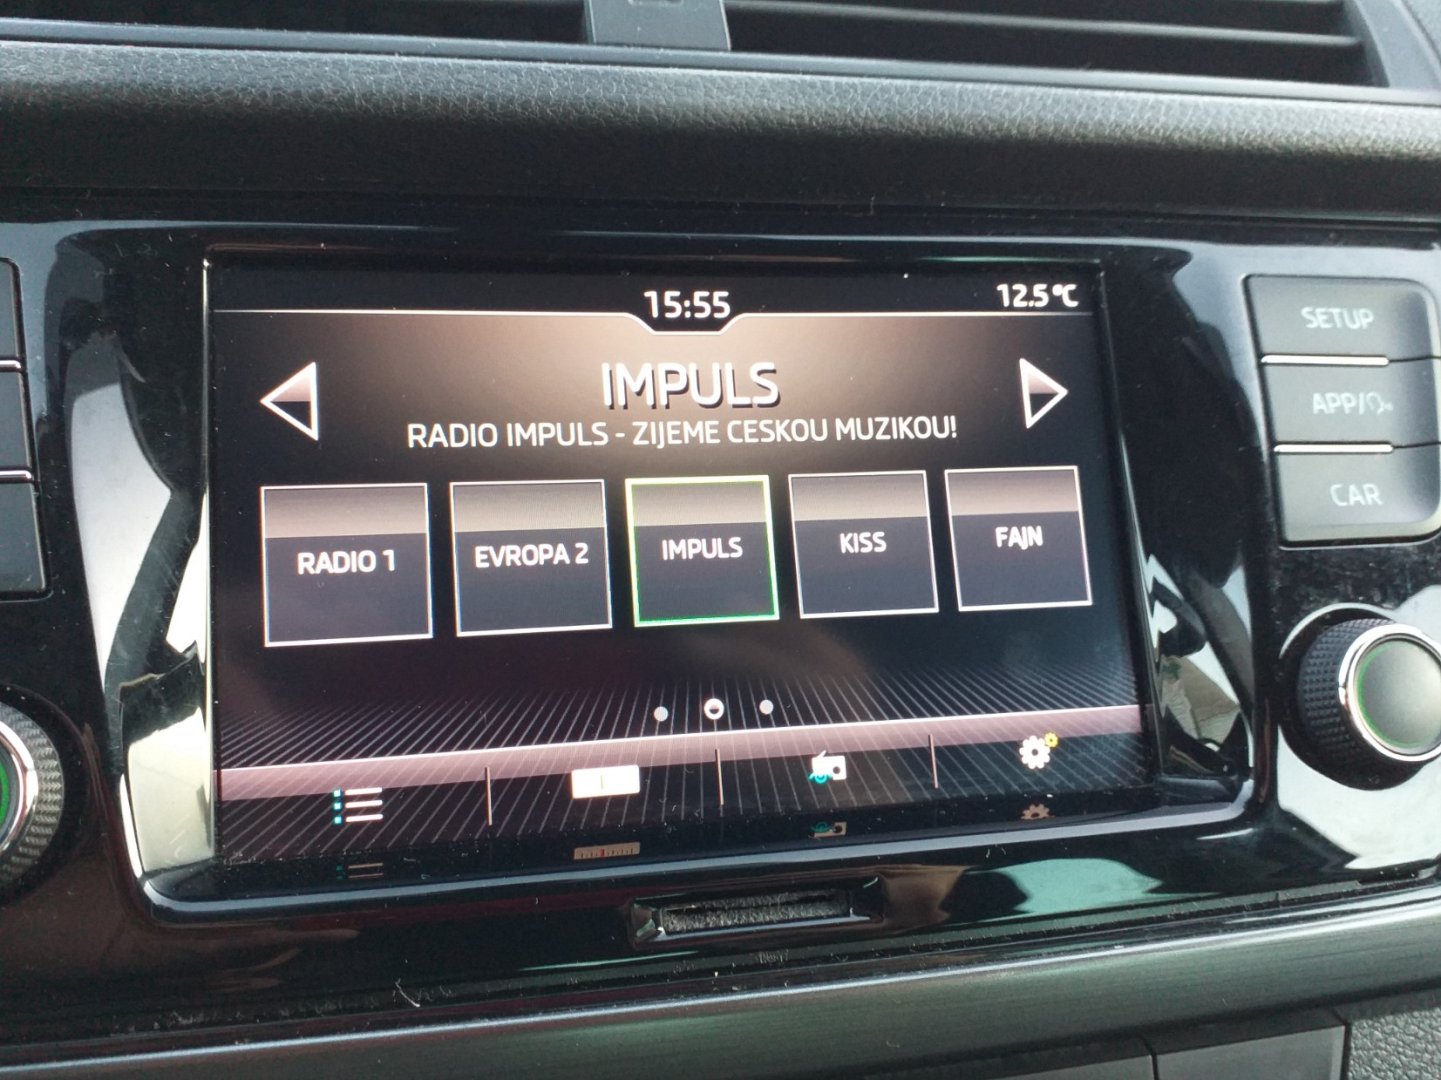 15:55
12.5°C
IMPULS
RADIO IMPULS - ZIJEME CESKOU MUZIKOU!
RADIO 1
EVROPA 2
IMPULS
KISS
FAJN
SETUP
APP/
CAR